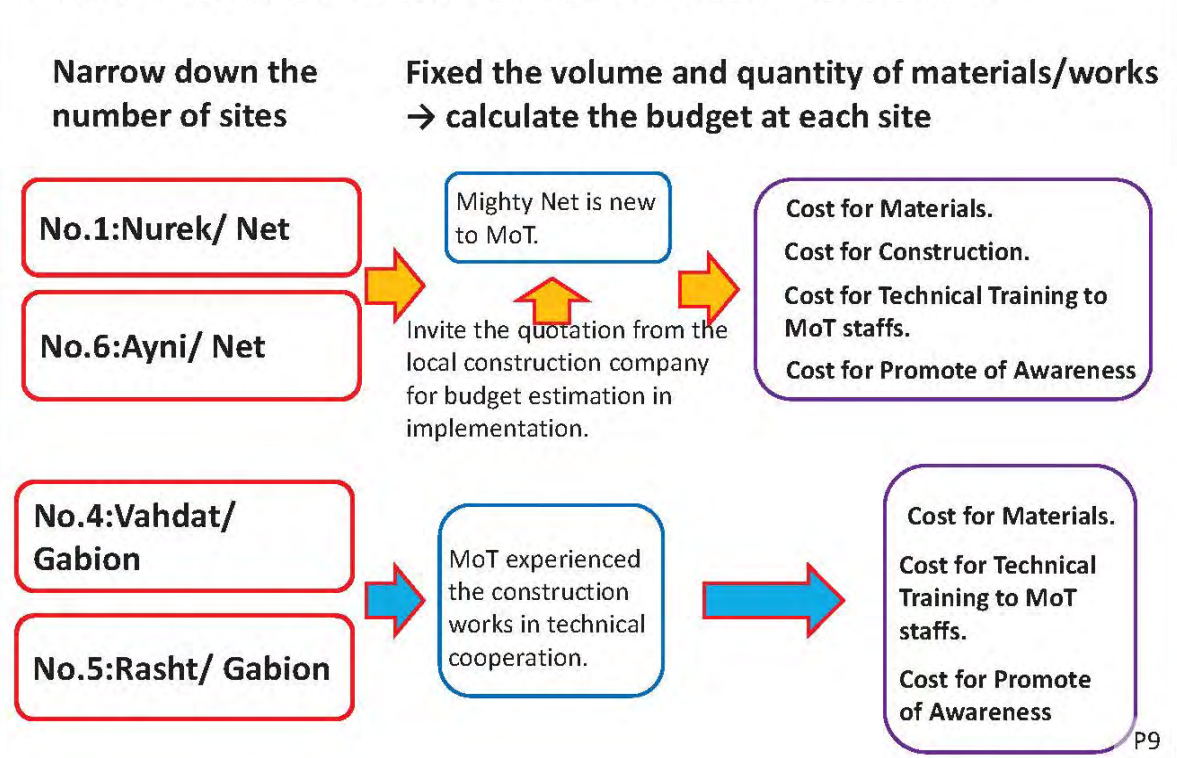 Narrow down the
number of sites
Fixed the volume and quantity of materials/works
→ calculate the budget at each site
No.1:Nurek/ Net
No.6:Ayni/ Net
Mighty Net is new
to MoT.
Invite the quotation from the
local construction company
for budget estimation in
implementation.
Cost for Materials.
Cost for Construction.
Cost for Technical Training to
MoT staffs.
Cost for Promote of Awareness
No.4:Vahdat/
Gabion
No.5:Rasht/ Gabion
MoT experienced
the construction
works in technical
cooperation.
Cost for Materials.
Cost for Technical
Training to MoT
staffs.
Cost for Promote
of Awareness
P9